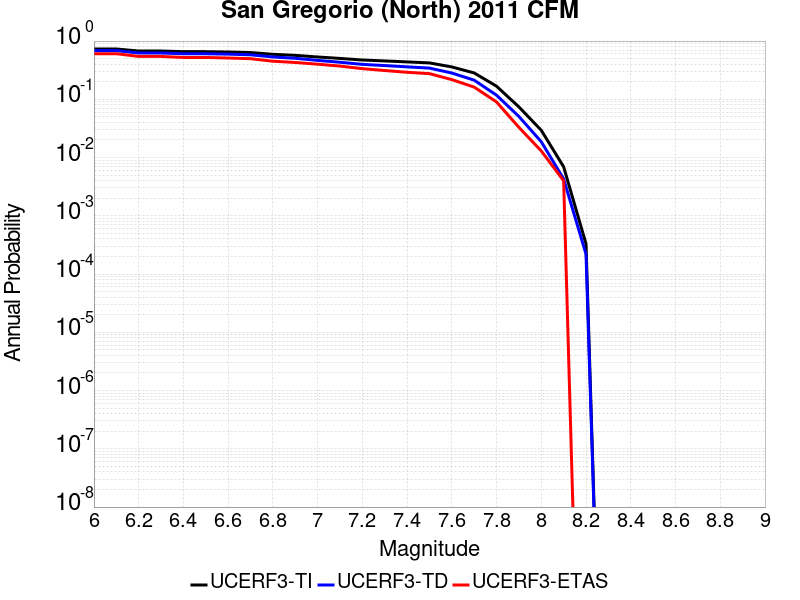 San Gregorio (North) 2011 CFM
10^0
10^-1
10^-2
10^-3
10^-4
10^-5
10^-6
10^-7
10^-8
Annual Probability
6 6.2 6.4 6.6 6.8 7 7.2 7.4 7.6 7.8 8 8.2 8.4 8.6 8.8 9
Magnitude
UCERF3-TI UCERF3-TD UCERF3-ETAS